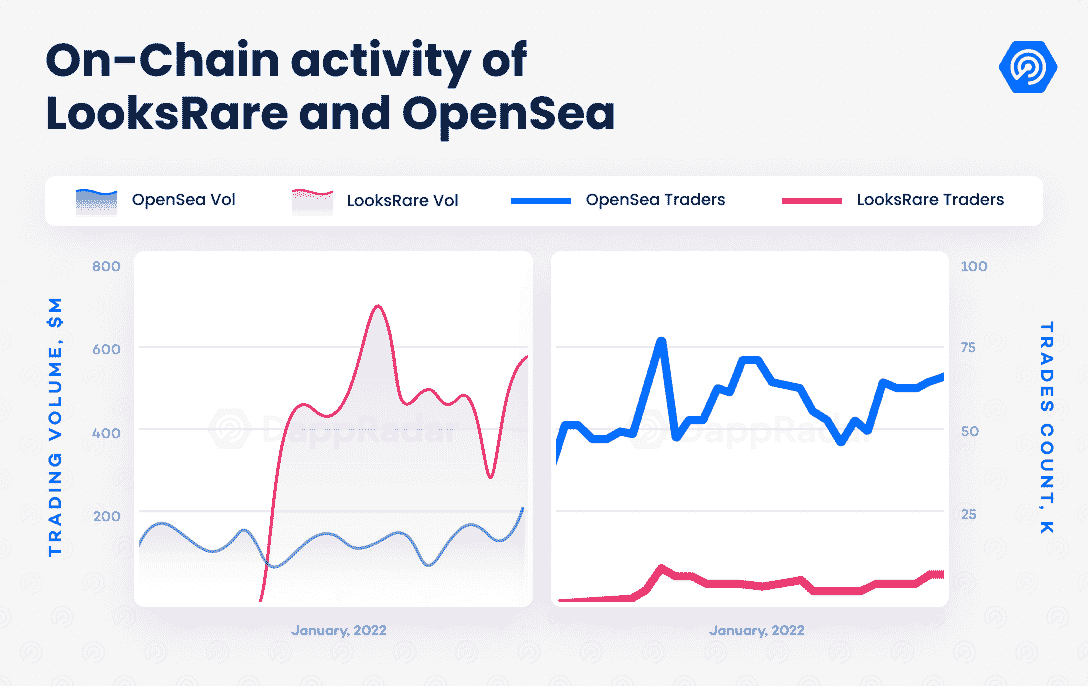 On-Chain activity of
LooksRare and OpenSea
OpenSea Vol
LooksRare Vol
OpenSea Traders
LooksRare Traders
TRADING VOLUME, $M
800
600
400
200
DappRadar
January, 2022
DappRadar
January, 2022
100
75
50
25
TRADES COUNT, K